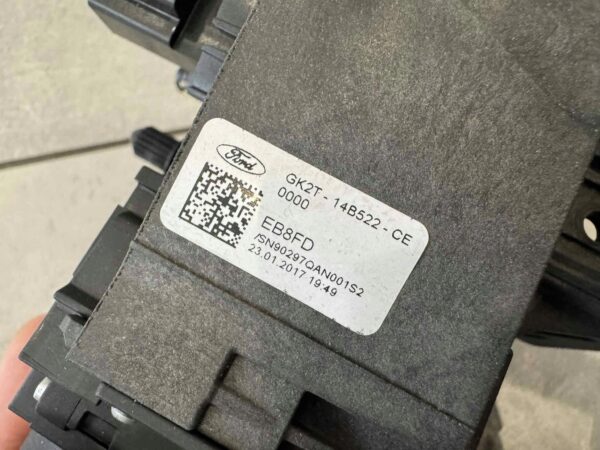 Ford
GK2T - 14B522 - CE
0000
EB8FD
/SN90297QAN001S2
23.01.2017 19:49